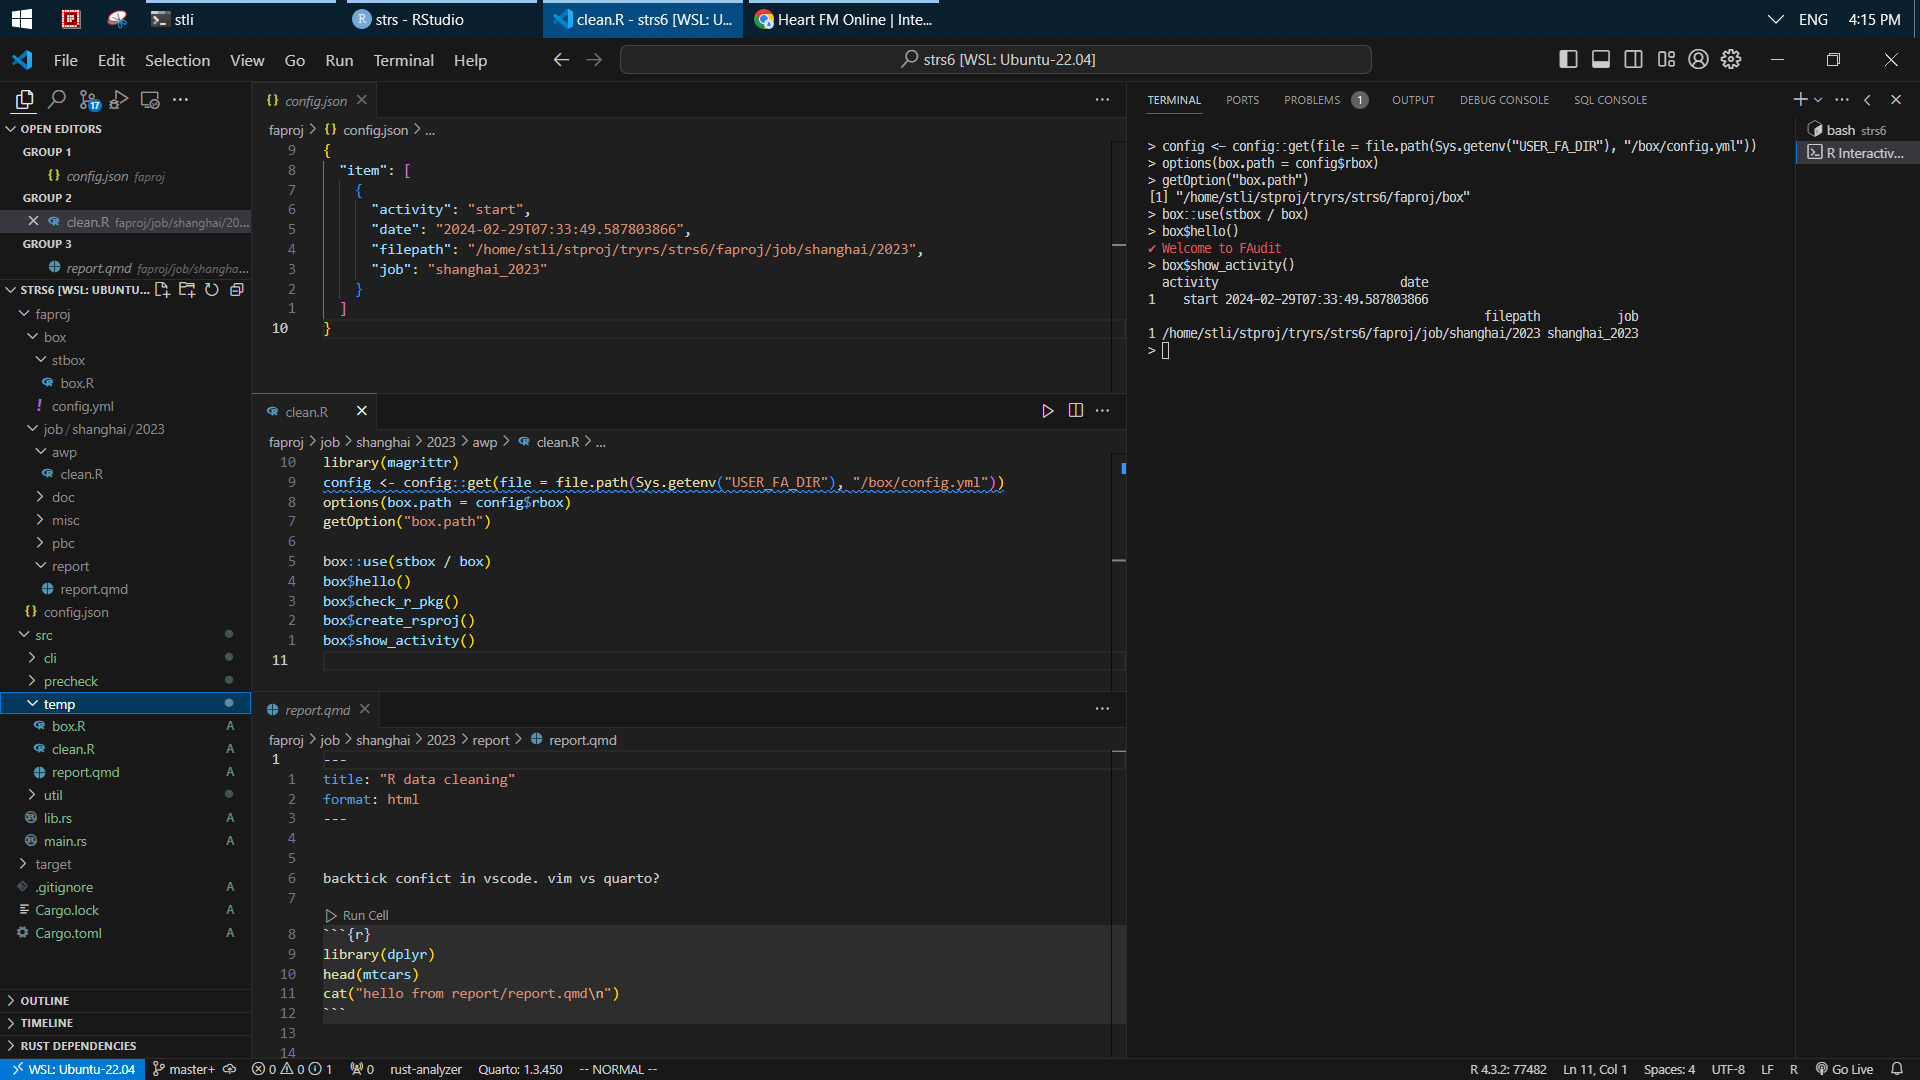 stli
strs - RStudio
clean.R - strs6 [WSL: U...
Heart FM Online | Inte...
ENG
4:15 PM
File Edit Selection View Go Run Terminal Help
strs6 [WSL: Ubuntu-22.04]
17
OPEN EDITORS
GROUP 1
config.json faproj
GROUP 2
clean.R faproj/job/shanghai/20...
GROUP 3
report.qmd faproj/job/shangha...
STRS6 [WSL: UBUNTU...
faproj
box
stbox
box.R
config.yml
job / shanghai / 2023
awp
clean.R
doc
misc
pbc
report
report.qmd
config.json
src
cli
precheck
temp
box.R A
clean.R A
report.qmd A
util
lib.rs A
main.rs A
target
.gitignore A
Cargo.lock A
Cargo.toml A
OUTLINE
TIMELINE
RUST DEPENDENCIES
config.json
faproj > config.json > ...
9 {
8 "item": [
7 {
6 "activity": "start",
5 "date": "2024-02-29T07:33:49.587803866",
4 "filepath": "/home/stli/stproj/tryrs/strs6/faproj/job/shanghai/2023",
3 "job": "shanghai_2023"
2 }
1 ]
10 }
clean.R
faproj > job > shanghai > 2023 > awp > clean.R > ...
10 library(magrittr)
9 config <- config::get(file = file.path(Sys.getenv("USER_FA_DIR"), "/box/config.yml"))
8 options(box.path = config$rbox)
7 getOption("box.path")
6
5 box::use(stbox / box)
4 box$hello()
3 box$check_r_pkg()
2 box$create_rsproj()
1 box$show_activity()
11
report.qmd
faproj > job > shanghai > 2023 > report > report.qmd
1 ---
1 title: "R data cleaning"
2 format: html
3 ---
4
5
6 backtick confict in vscode. vim vs quarto?
7
Run Cell
8 ```{r}
9 library(dplyr)
10 head(mtcars)
11 cat("hello from report/report.qmd\n")
12 ```
13
14
TERMINAL PORTS PROBLEMS 1 OUTPUT DEBUG CONSOLE SQL CONSOLE
bash strs6
R Interactiv...
> config <- config::get(file = file.path(Sys.getenv("USER_FA_DIR"), "/box/config.yml"))
> options(box.path = config$rbox)
> getOption("box.path")
[1] "/home/stli/stproj/tryrs/strs6/faproj/box"
> box::use(stbox / box)
> box$hello()
✔ Welcome to FAudit
> box$show_activity()
activity date
1 start 2024-02-29T07:33:49.587803866
filepath job
1 /home/stli/stproj/tryrs/strs6/faproj/job/shanghai/2023 shanghai_2023
>
WSL: Ubuntu-22.04 master+ 0 0 1 0 rust-analyzer Quarto: 1.3.450 -- NORMAL -- R 4.3.2: 77482 Ln 11, Col 1 Spaces: 4 UTF-8 LF R Go Live